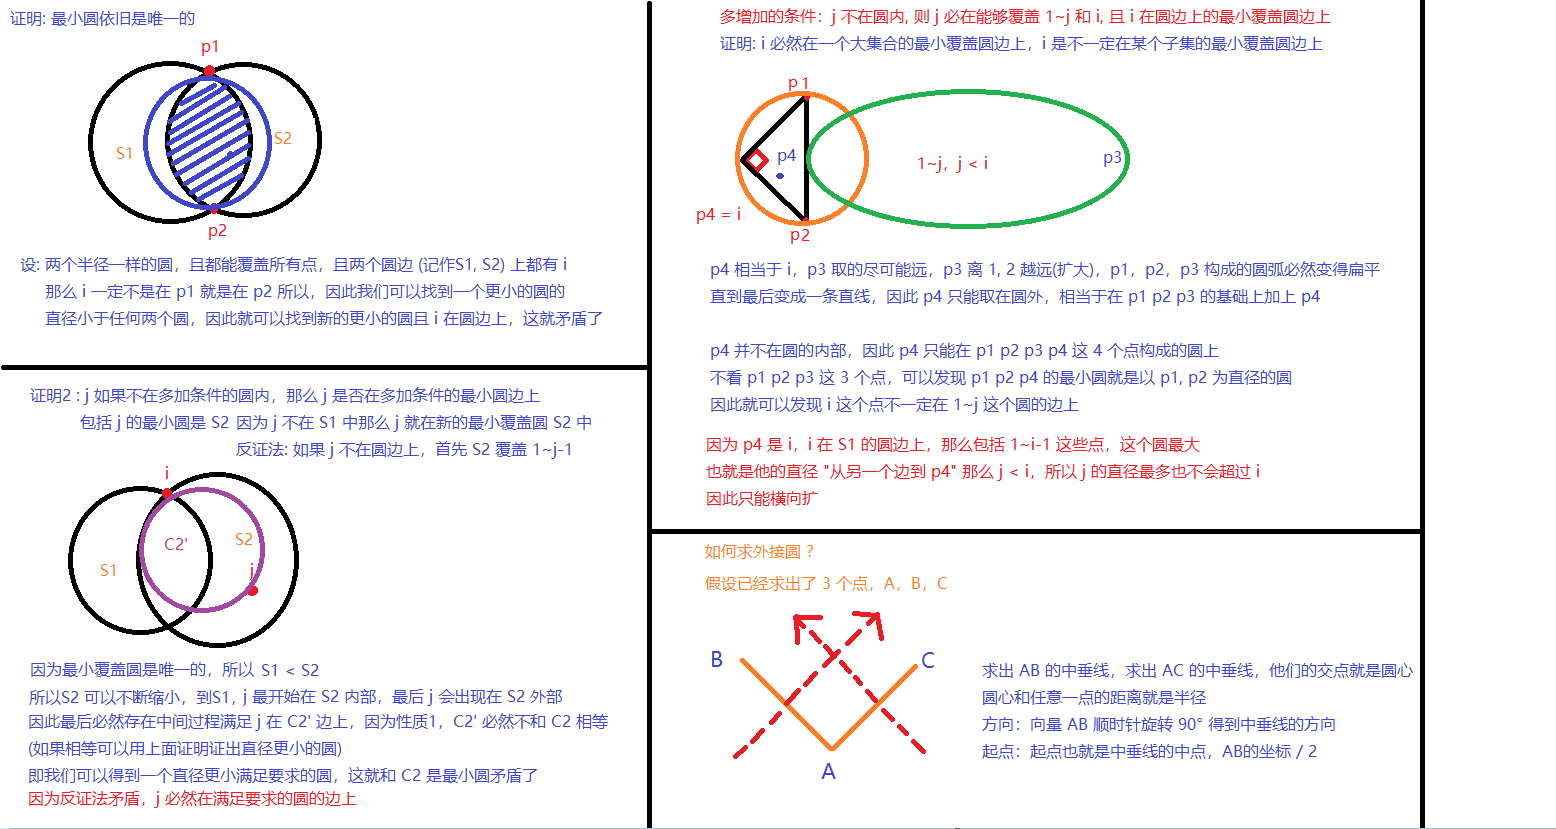 证明: 最小圆依旧是唯一的
p1
S1
S2
p2
设: 两个半径一样的圆，且都能覆盖所有点，且两个圆边 (记作S1, S2) 上都有 i
那么 i 一定不是在 p1 就是在 p2 所以，因此我们可以找到一个更小的圆的
直径小于任何两个圆，因此就可以找到新的更小的圆且 i 在圆边上，这就矛盾了
证明2 : j 如果不在多加条件的圆内，那么 j 是否在多加条件的最小圆边上
包括 j 的最小圆是 S2 因为 j 不在 S1 中那么 j 就在新的最小覆盖圆 S2 中
反证法: 如果 j 不在圆边上，首先 S2 覆盖 1~j-1
i
C2'
S2
S1
j
因为最小覆盖圆是唯一的，所以 S1 < S2
所以S2 可以不断缩小，到S1, j 最开始在 S2 内部，最后 j 会出现在 S2 外部
因此最后必然存在中间过程满足 j 在 C2' 边上，因为性质1，C2' 必然不和 C2 相等
(如果相等可以用上面证明证出直径更小的圆)
即我们可以得到一个直径更小满足要求的圆，这就和 C2 是最小圆矛盾了
因为反证法矛盾，j 必然在满足要求的圆的边上
多增加的条件：j 不在圆内, 则 j 必在能够覆盖 1~j 和 i, 且 i 在圆边上的最小覆盖圆边上
证明: i 必然在一个大集合的最小覆盖圆边上，i 是不一定在某个子集的最小覆盖圆边上
p 1
p4
1~j，j < i
p3
p4 = i
p2
p4 相当于 i，p3 取的尽可能远，p3 离 1, 2 越远(扩大)，p1，p2，p3 构成的圆弧必然变得扁平
直到最后变成一条直线，因此 p4 只能取在圆外，相当于在 p1 p2 p3 的基础上加上 p4
p4 并不在圆的内部，因此 p4 只能在 p1 p2 p3 p4 这 4 个点构成的圆上
不看 p1 p2 p3 这 3 个点，可以发现 p1 p2 p4 的最小圆就是以 p1, p2 为直径的圆
因此就可以发现 i 这个点不一定在 1~j 这个圆的边上
因为 p4 是 i，i 在 S1 的圆边上，那么包括 1~i-1 这些点，这个圆最大
也就是他的直径 "从另一个边到 p4" 那么 j < i，所以 j 的直径最多也不会超过 i
因此只能横向扩
如何求外接圆？
假设已经求出了 3 个点，A，B，C
B
C
A
求出 AB 的中垂线，求出 AC 的中垂线，他们的交点就是圆心
圆心和任意一点的距离就是半径
方向：向量 AB 顺时针旋转 90° 得到中垂线的方向
起点：起点也就是中垂线的中点，AB的坐标 / 2